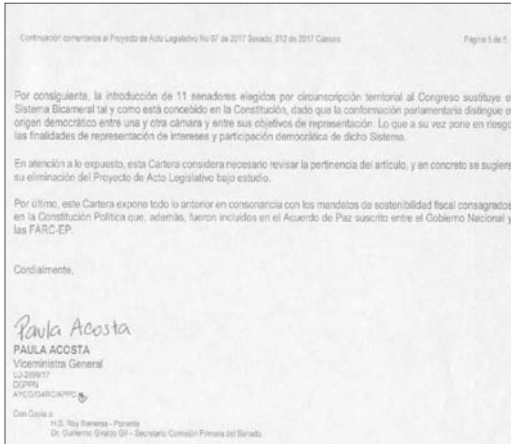 Continuación comentarios al Proyecto de Acto Legislativo No 07 de 2017 Senado, 012 de 2017 Cámara. Página 5 de 5
Por consiguiente, la introducción de 11 senadores elegidos por circunscripción territorial al Congreso sustituye el
Sistema Bicameral tal y como está concebido en la Constitución, dado que la conformación parlamentaria distingue el
origen democrático entre una y otra cámara y entre sus objetivos de representación. Lo que a su vez pone en riesgo
las finalidades de representación de intereses y participación democrática de dicho Sistema.
En atención a lo expuesto, esta Cartera considera necesario revisar la pertinencia del artículo, y en concreto se sugiere
su eliminación del Proyecto de Acto Legislativo bajo estudio.
Por último, este Cartera expone todo lo anterior en consonancia con los mandatos de sostenibilidad fiscal consagrados
en la Constitución Política que, además, fueron incluidos en el Acuerdo de Paz suscrito entre el Gobierno Nacional y
las FARC-EP.
Cordialmente,
Paula Acosta
PAULA ACOSTA
Viceministra General
DGPPN
Con Copia a:
H.S. Roy Barreras - Ponente
Dr. Guillermo Giraldo Gil - Secretario Comisión Primera del Senado